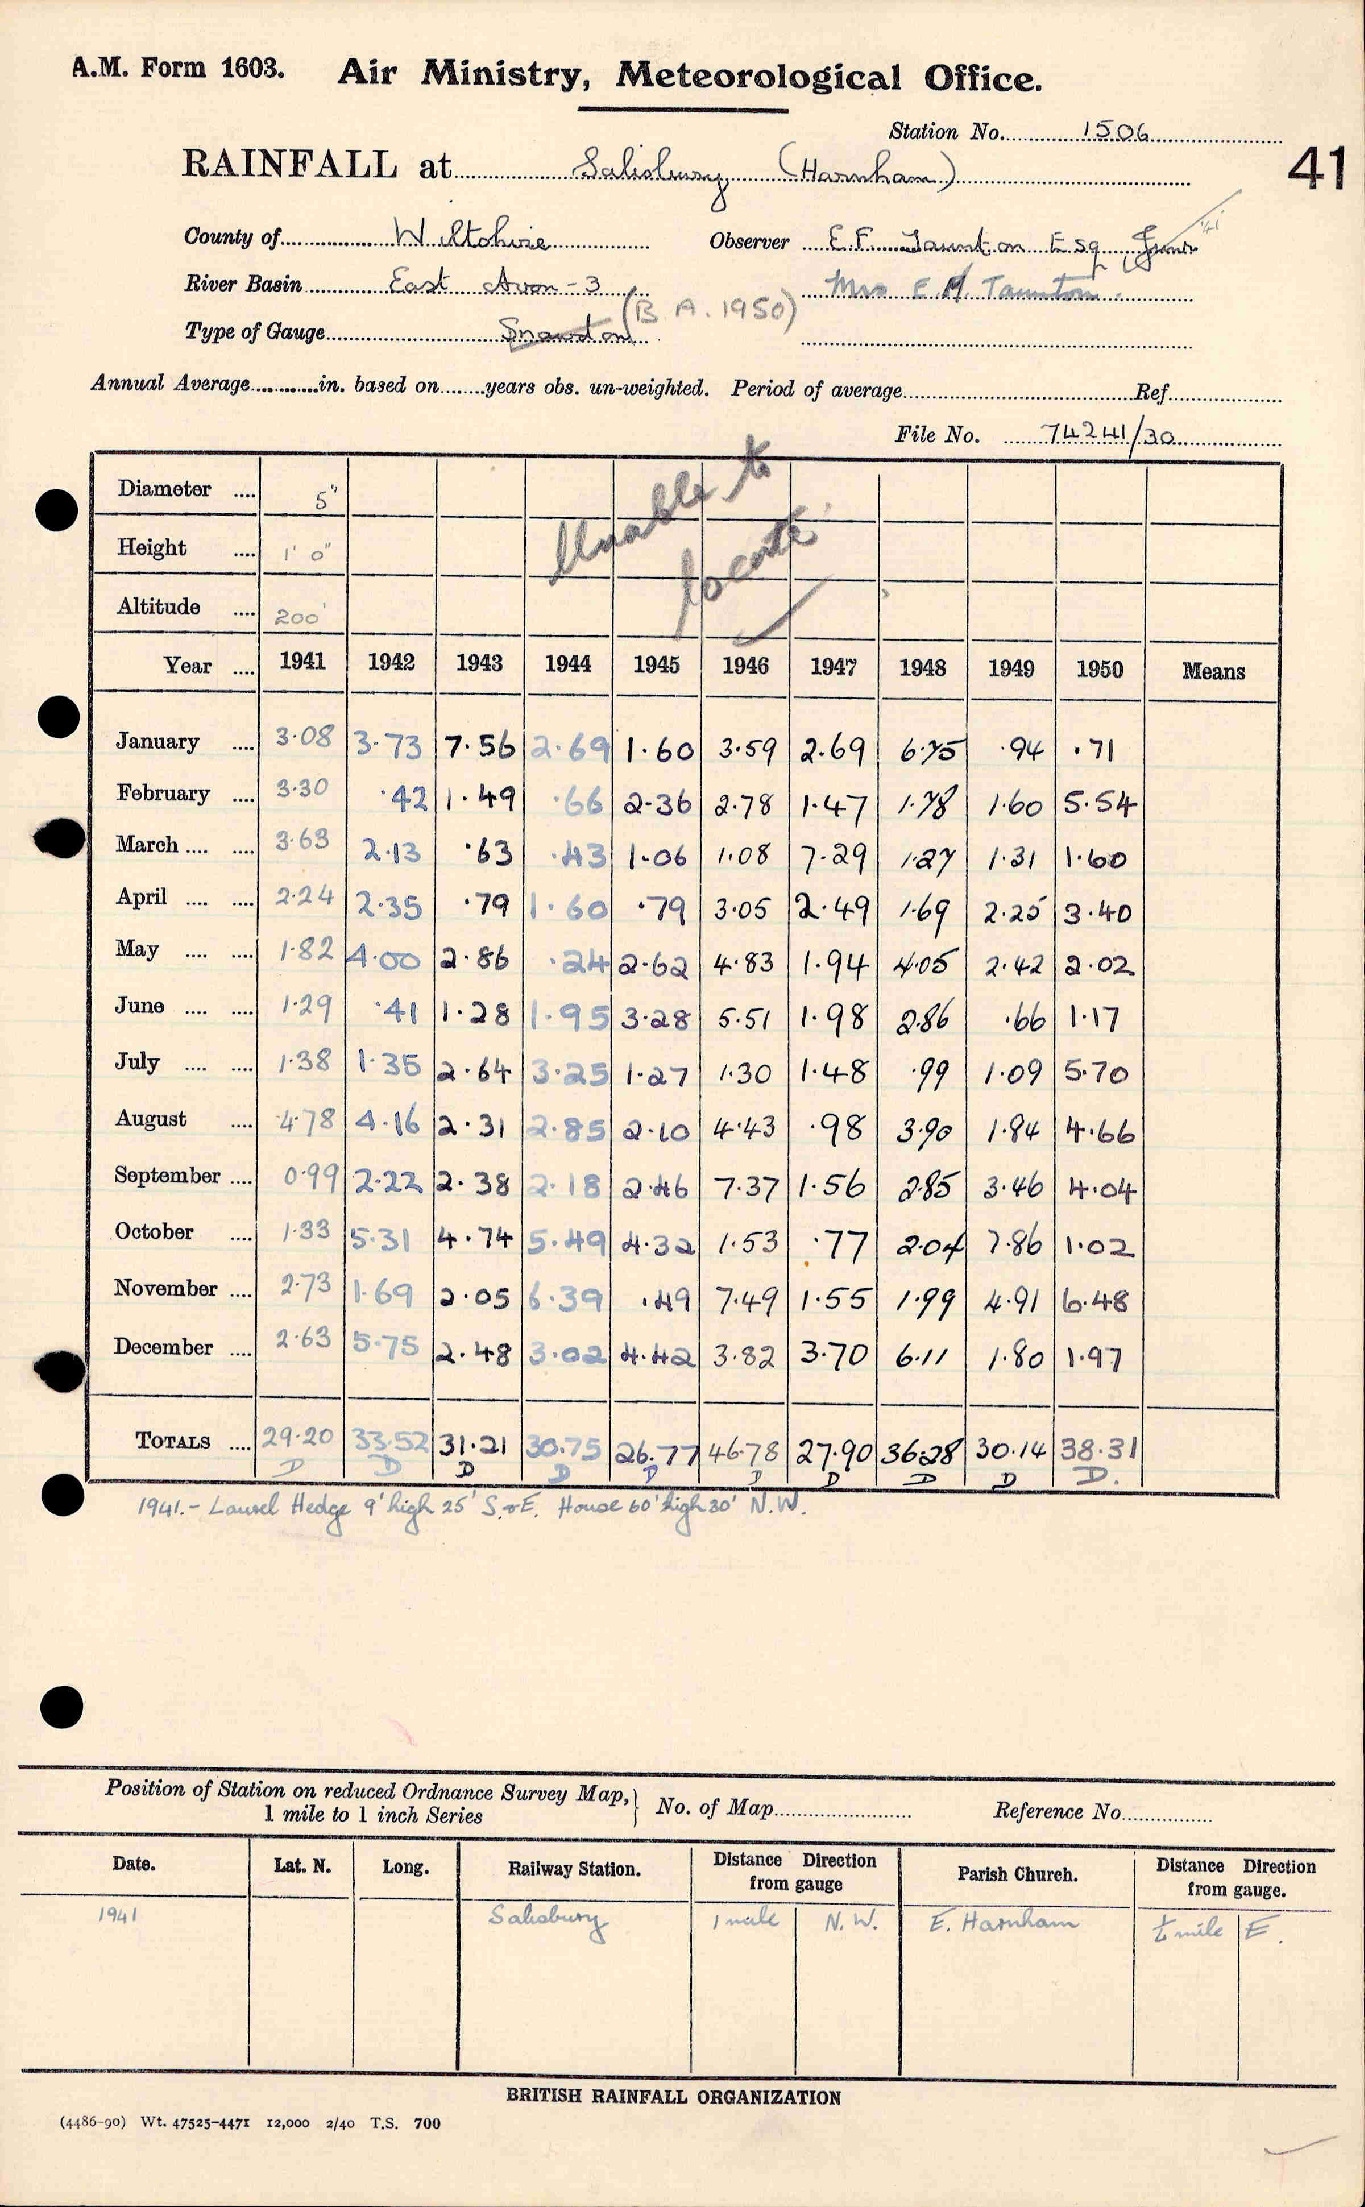 A.M. Form 1603. Air Ministry, Meteorological Office.
Station No. 1506
41
RAINFALL at Salisbury (Harnham)
County of Wiltshire Observer E.F. Taunton Esq
River Basin East Avon - 3 Mrs E.M Taunton.
Type of Gauge Snowdon (B A. 1950)
Annual Average in. based on years obs. un-weighted. Period of average Ref
File No. 74241/30
Unable to locate
Diameter .... 5"
Height .... 1' 0"
Altitude .... 200'
Year .... 1941 1942 1943 1944 1945 1946 1947 1948 1949 1950 Means
January .... 3.08 3.73 7.56 2.69 1.60 3.59 2.69 6.75 .94 .71
February .... 3.30 .42 1.49 .66 2.36 2.78 1.47 1.78 1.60 5.54
March .... .... 3.63 2.13 .63 .43 1.06 1.08 7.29 1.27 1.31 1.60
April .... .... 2.24 2.35 .79 1.60 .79 3.05 2.49 1.69 2.25 3.40
May .... .... 1.82 4.00 2.86 .24 2.62 4.83 1.94 4.05 2.42 2.02
June .... .... 1.29 .41 1.28 1.95 3.28 5.51 1.98 2.86 .66 1.17
July .... .... 1.38 1.35 2.64 3.25 1.27 1.30 1.48 .99 1.09 5.70
August .... 4.78 4.16 2.31 2.85 2.10 4.43 .98 3.90 1.84 4.66
September .... 0.99 2.22 2.38 2.18 2.46 7.37 1.56 2.85 3.46 4.04
October .... 1.33 5.31 4.74 5.49 4.32 1.53 .77 2.04 7.86 1.02
November .... 2.73 1.69 2.05 6.39 .49 7.49 1.55 1.99 4.91 6.48
December .... 2.63 5.75 2.48 3.02 4.42 3.82 3.70 6.11 1.80 1.97
TOTALS .... 29.20 33.52 31.21 30.75 26.77 46.78 27.90 36.28 30.14 38.31
D D D D D D D D D D.
1941.- Laurel Hedge 9' high 25' S.&E. House 60' high 30' N.W.
Position of Station on reduced Ordnance Survey Map, No. of Map Reference No.
1 mile to 1 inch Series
Date. Lat. N. Long. Railway Station. Distance Direction from gauge Parish Church. Distance Direction from gauge.
1941 Salisbury 1 mile N.W. E. Harnham ½ mile E.
BRITISH RAINFALL ORGANIZATION
(4486-90) Wt. 47525-4471 12,000 2/40 T.S. 700